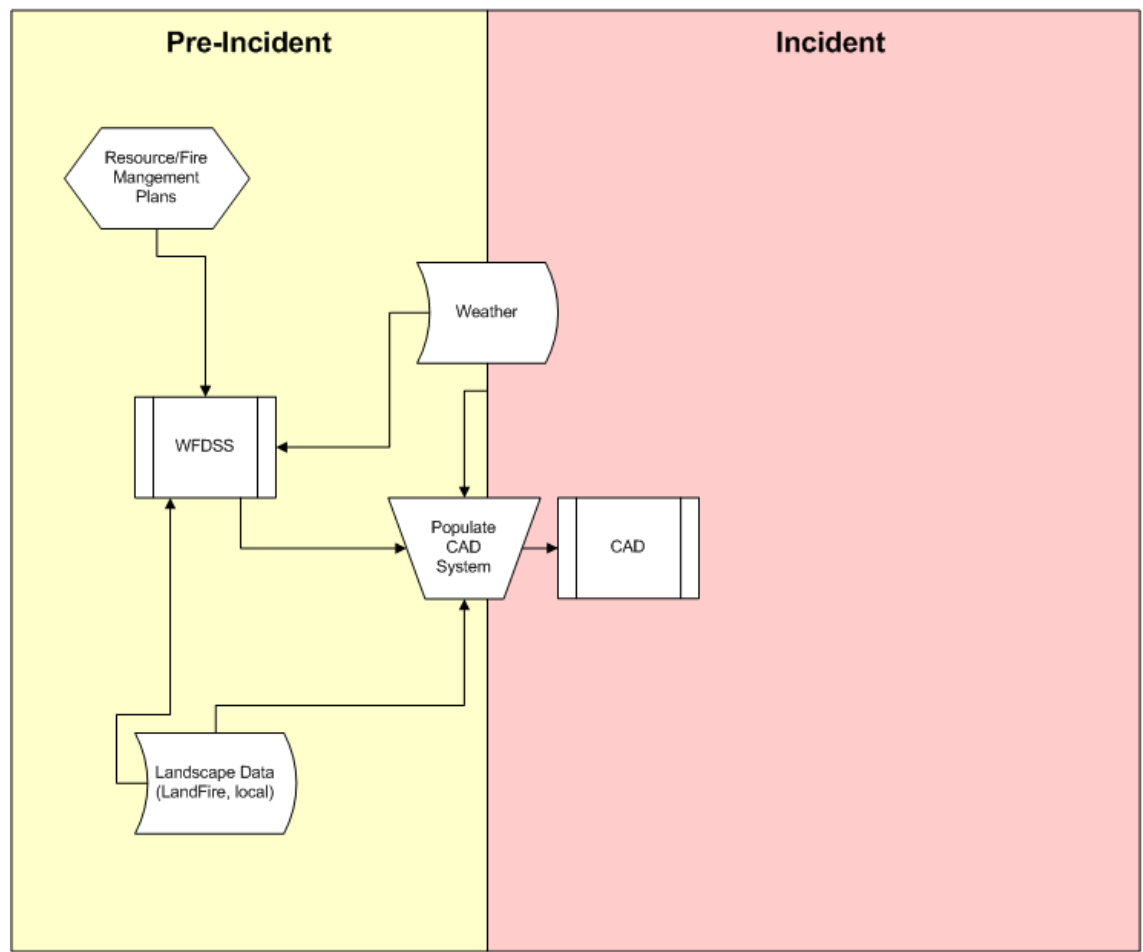 Pre-Incident
Incident
Resource/Fire
Mangement
Plans
Weather
WFDSS
Populate
CAD
System
CAD
Landscape Data
(LandFire, local)